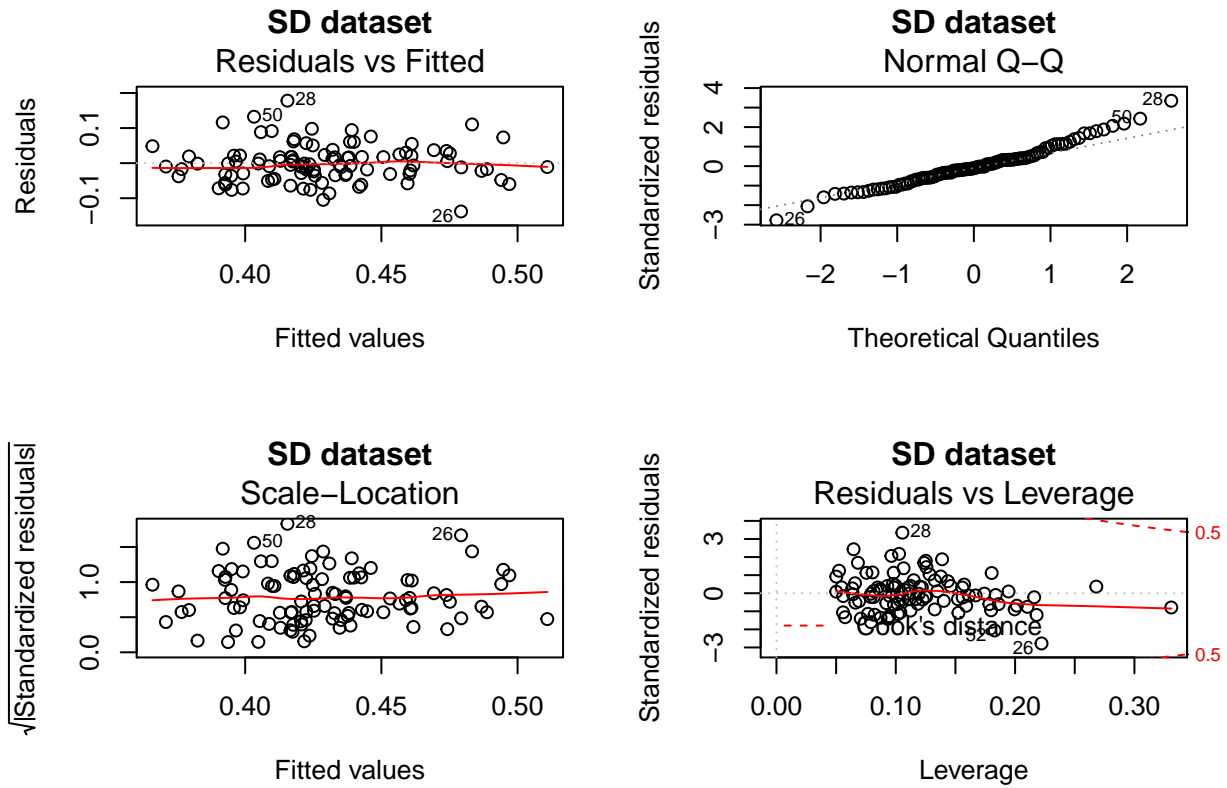 SD dataset
Residuals vs Fitted
Residuals
0.1
−0.1
28
50
26
0.40 0.45 0.50
Fitted values
SD dataset
Normal Q−Q
Standardized residuals
4
2
0
−3
28
50
26
−2 −1 0 1 2
Theoretical Quantiles
SD dataset
Scale−Location
√|Standardized residuals|
1.0
0.0
28
50
26
0.40 0.45 0.50
Fitted values
SD dataset
Residuals vs Leverage
Standardized residuals
3
0
−3
28
0.5
Cook's distance
52
26
0.5
0.00 0.10 0.20 0.30
Leverage